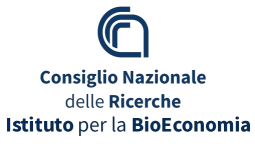 Consiglio Nazionale
delle Ricerche
Istituto per la BioEconomia